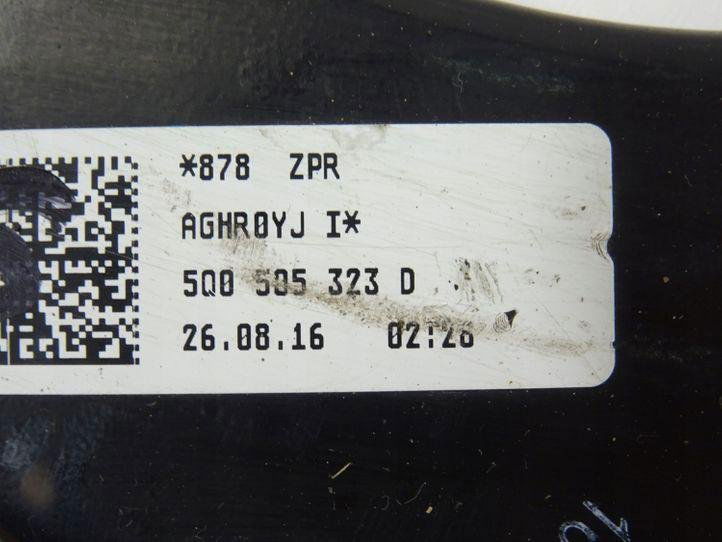 *878 ZPR
AGHR0YJ I*
5Q0 505 323 D
26.08.16 02:26